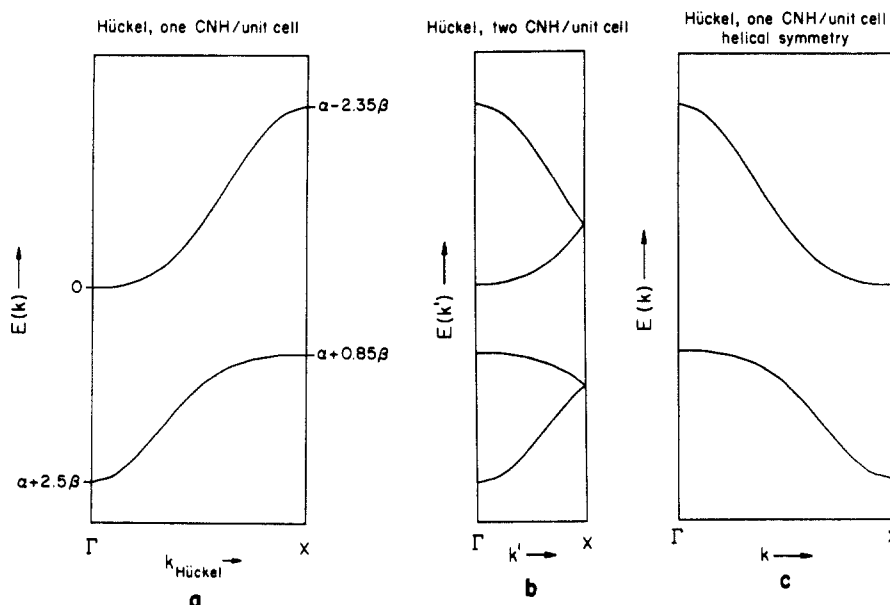 Hückel, one CNH/unit cell
E(k)
α-2.35β
0
α+0.85β
α+2.5β
Γ
X
k Hückel
a
Hückel, two CNH/unit cell
E(k')
Γ
k'
X
b
Hückel, one CNH/unit cell
helical symmetry
E(k)
Γ
k
c